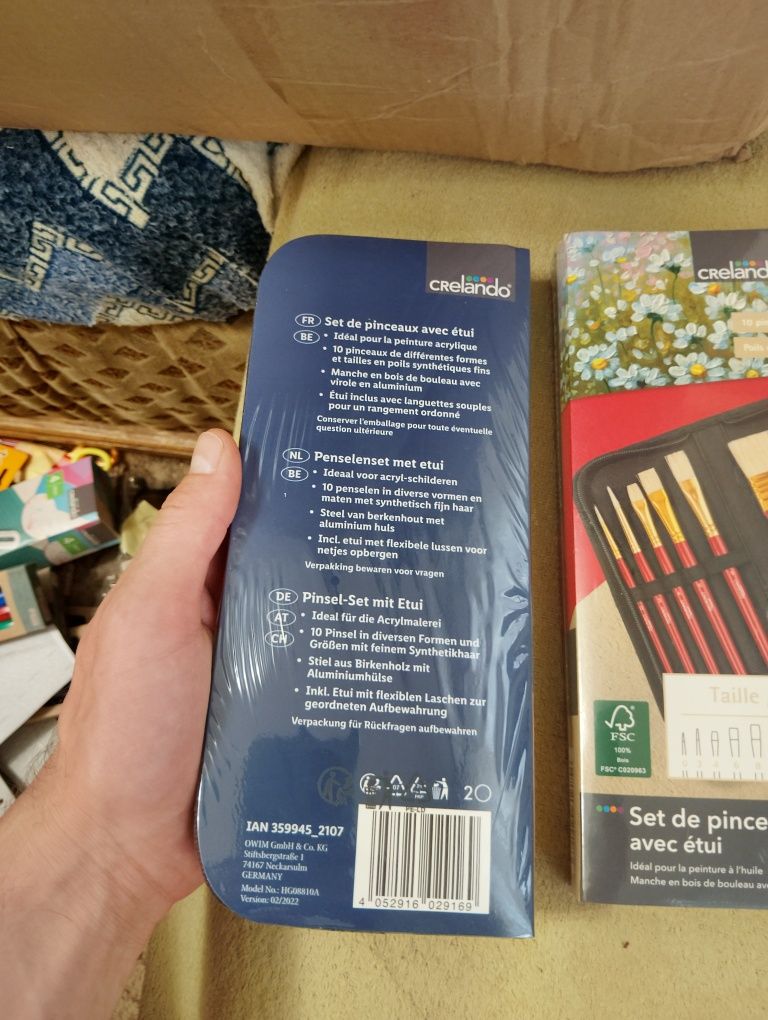 crelando®
FR Set de pinceaux avec étui
BE • Idéal pour la peinture acrylique
• 10 pinceaux de différentes formes
et tailles en poils synthétiques fins
• Manche en bois de bouleau avec
virole en aluminium
• Étui inclus avec languettes souples
pour un rangement ordonné
Conserver l'emballage pour toute éventuelle
question ultérieure
NL Penselenset met etui
BE • Ideaal voor acryl-schilderen
• 10 penselen in diverse vormen en
maten met synthetisch fijn haar
• Steel van berkenhout met
aluminium huls
• Incl. etui met flexibele lussen voor
netjes opbergen
Verpakking bewaren voor vragen
DE Pinsel-Set mit Etui
AT • Ideal für die Acrylmalerei
CH • 10 Pinsel in diversen Formen und
Größen mit feinem Synthetikhaar
• Stiel aus Birkenholz mit
Aluminiumhülse
• Inkl. Etui mit flexiblen Laschen zur
geordneten Aufbewahrung
Verpackung für Rückfragen aufbewahren
IAN 359945_2107
OWIM GmbH & Co. KG
Stiftsbergstraße 1
74167 Neckarsulm
GERMANY
Model No.: HG08810A
Version: 02/2022
4 052916 029169
crelando
10
Poils
Taille
FSC
100%
Bois
FSC® C020963
Set de pince
avec étui
Idéal pour la peinture à l'huile
Manche en bois de bouleau